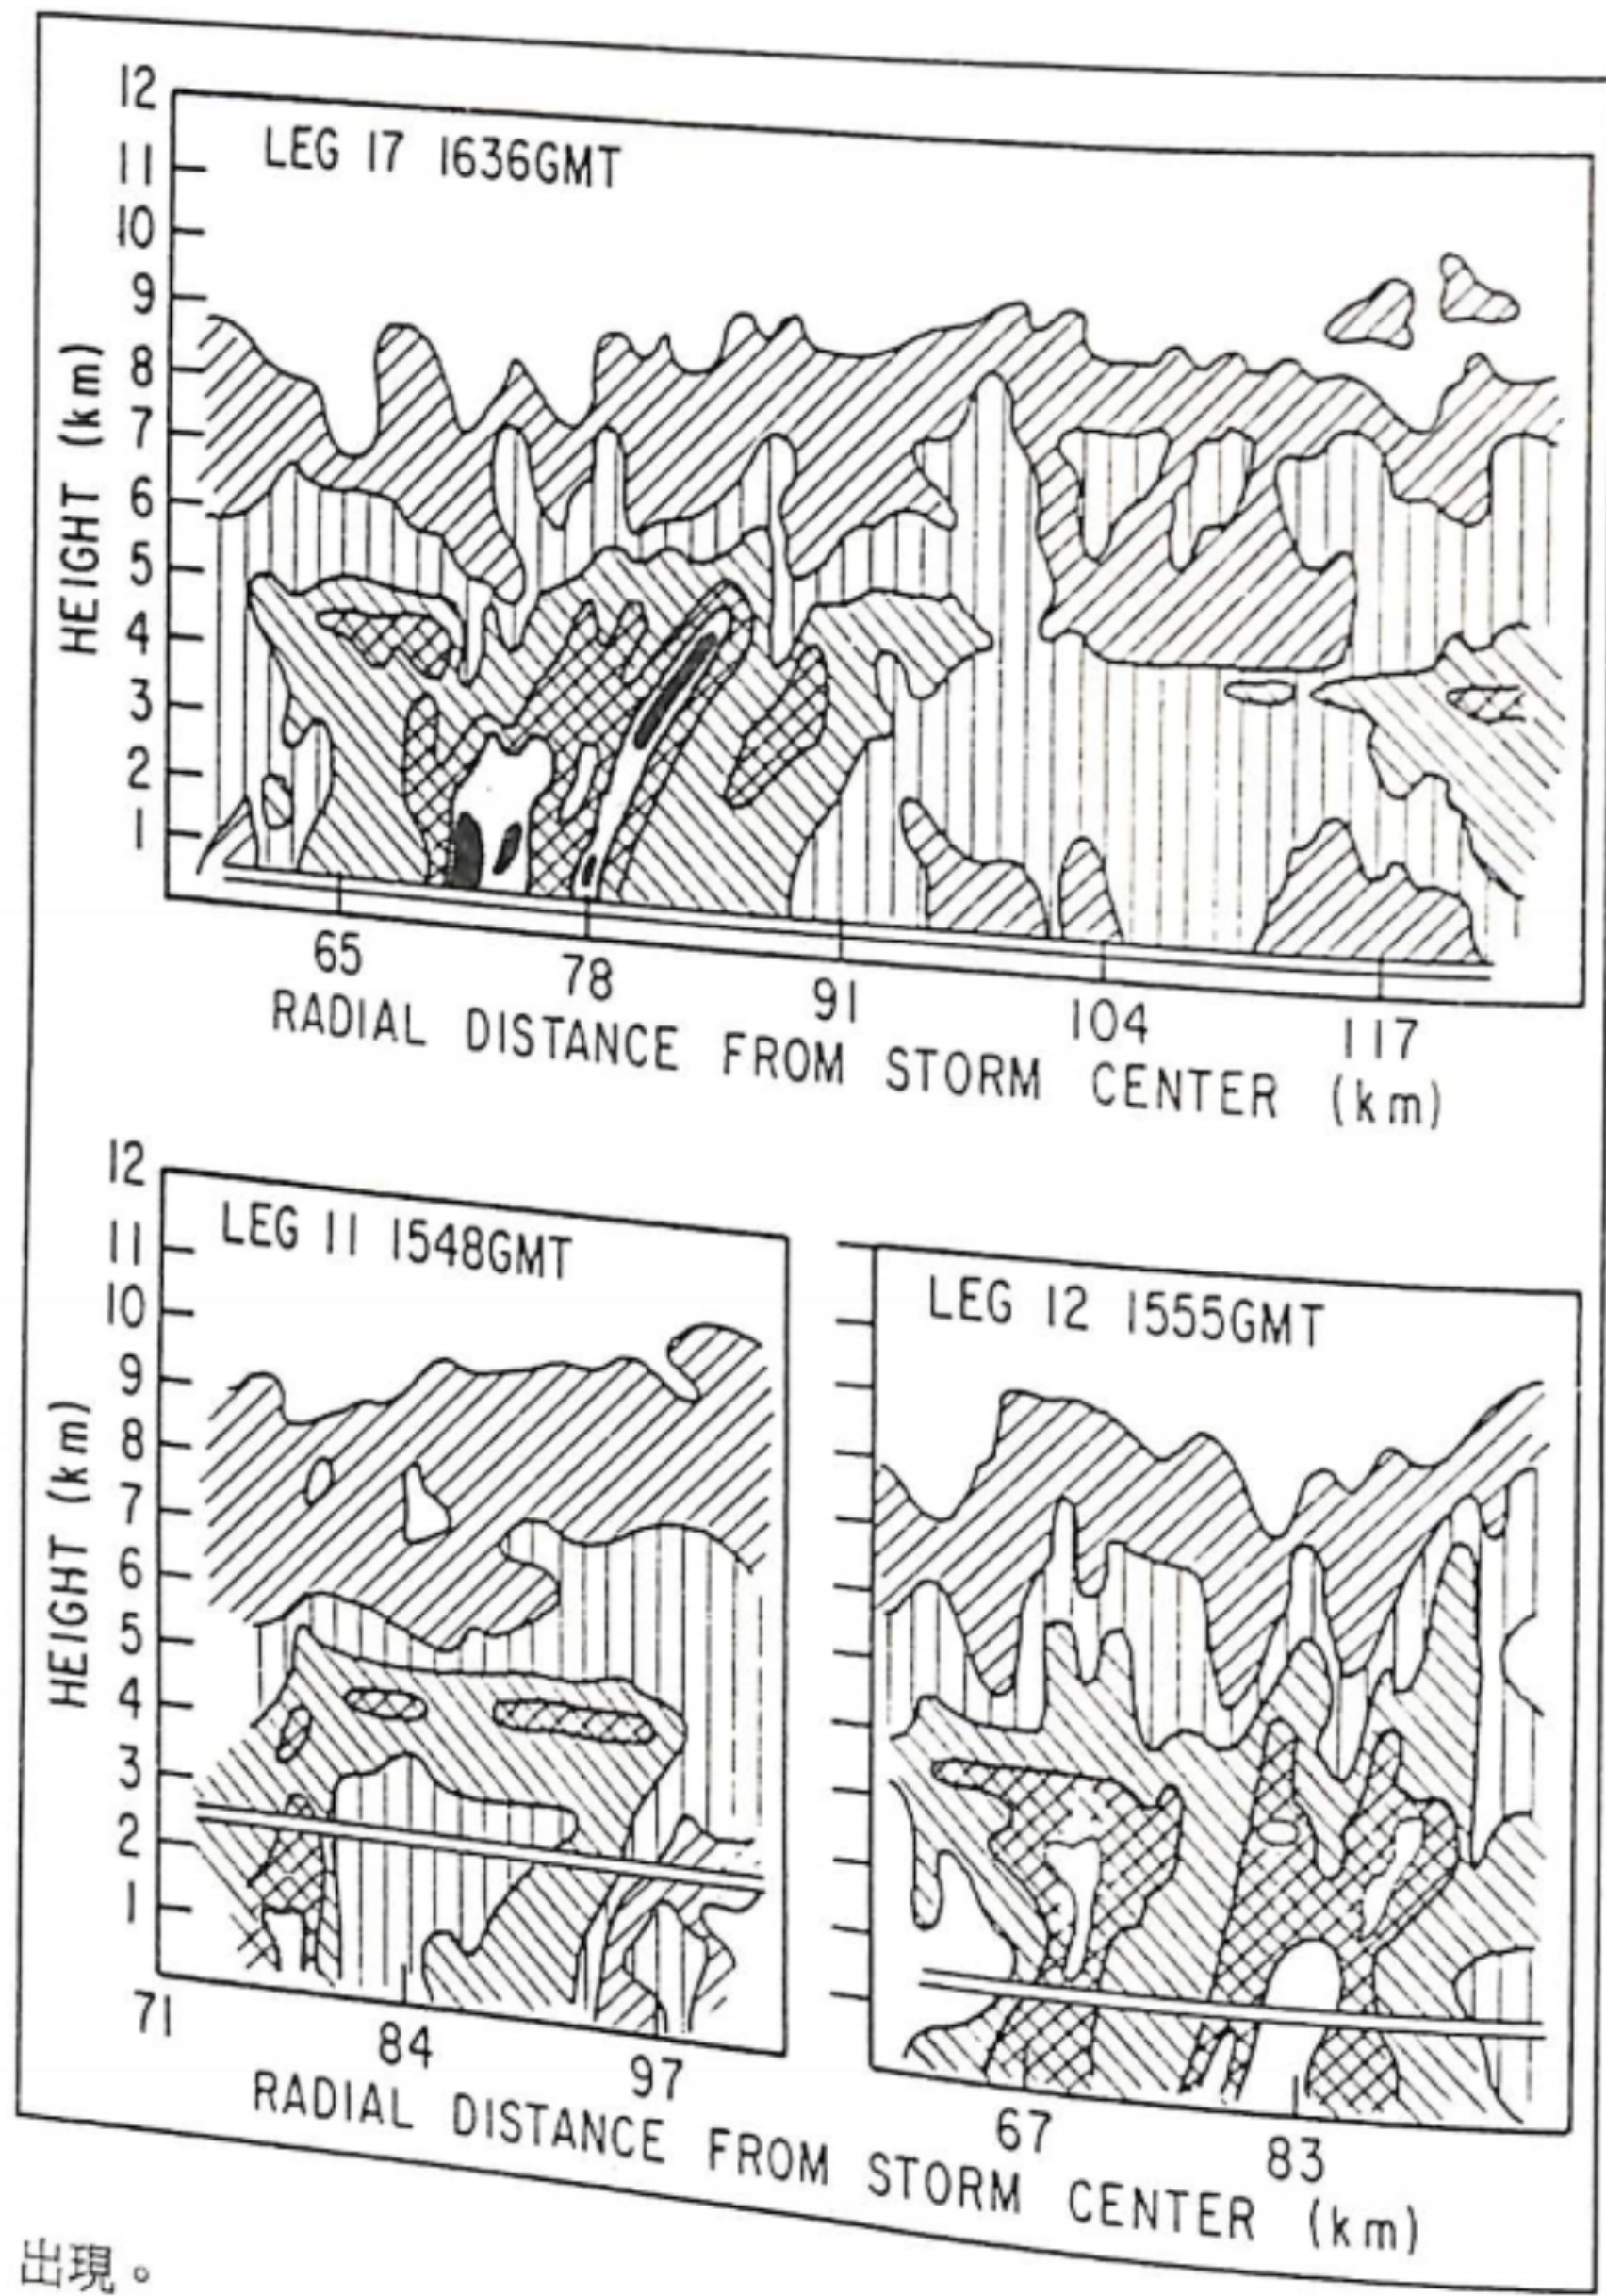 12
LEG 17 1636GMT
11
10
9
8
7
6
5
4
3
2
1
HEIGHT (km)
65 78 91 104 117
RADIAL DISTANCE FROM STORM CENTER (km)
12
LEG 11 1548GMT
11
10
9
8
7
6
5
4
3
2
1
HEIGHT (km)
71 84 97
LEG 12 1555GMT
67 83
RADIAL DISTANCE FROM STORM CENTER (km)
出現。